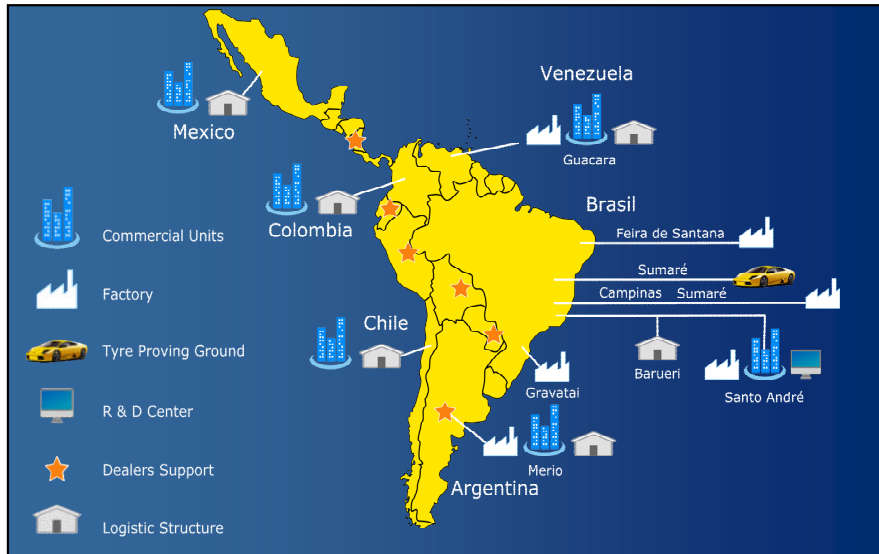 Venezuela
Mexico
Guacara
Brasil
Colombia
Feira de Santana
Commercial Units
Sumaré
Factory
Campinas Sumaré
Chile
Tyre Proving Ground
Barueri
Gravatai
Santo André
R & D Center
Merio
Dealers Support
Argentina
Logistic Structure